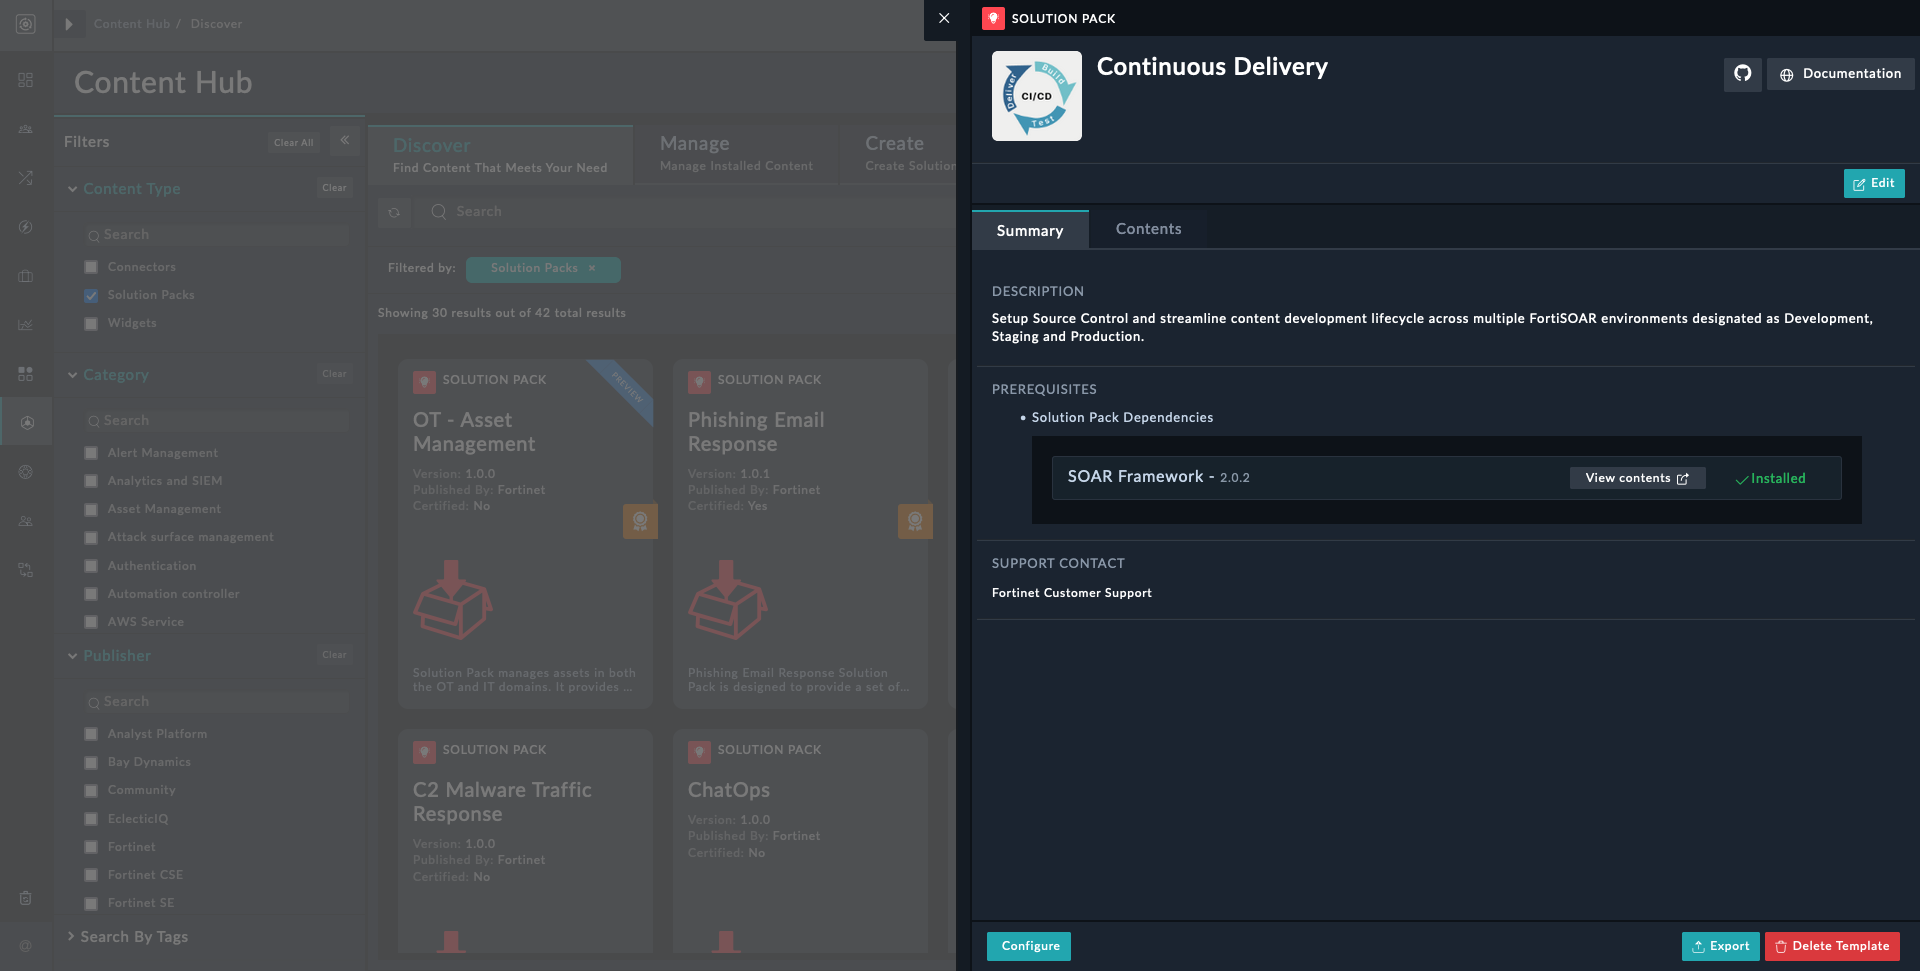 Content Hub / Discover
Content Hub
Filters
Clear All
Content Type
Clear
Search
Connectors
Solution Packs
Widgets
Category
Clear
Search
Alert Management
Analytics and SIEM
Asset Management
Attack surface management
Authentication
Automation controller
AWS Service
Publisher
Clear
Search
Analyst Platform
Bay Dynamics
Community
EclecticIQ
Fortinet
Fortinet CSE
Fortinet SE
Search By Tags
Discover
Find Content That Meets Your Need
Manage
Manage Installed Content
Create
Create Solution
Search
Filtered by:
Solution Packs ×
Showing 30 results out of 42 total results
SOLUTION PACK
PREVIEW
OT - Asset
Management
Version: 1.0.0
Published By: Fortinet
Certified: No
Solution Pack manages assets in both
the OT and IT domains. It provides ...
SOLUTION PACK
Phishing Email
Response
Version: 1.0.1
Published By: Fortinet
Certified: Yes
Phishing Email Response Solution
Pack is designed to provide a set of...
SOLUTION PACK
C2 Malware Traffic
Response
Version: 1.0.0
Published By: Fortinet
Certified: No
SOLUTION PACK
ChatOps
Version: 1.0.0
Published By: Fortinet
Certified: No
SOLUTION PACK
Deliver
Build
CI/CD
Test
Continuous Delivery
Documentation
Edit
Summary
Contents
DESCRIPTION
Setup Source Control and streamline content development lifecycle across multiple FortiSOAR environments designated as Development,
Staging and Production.
PREREQUISITES
• Solution Pack Dependencies
SOAR Framework - 2.0.2
View contents
Installed
SUPPORT CONTACT
Fortinet Customer Support
Configure
Export
Delete Template